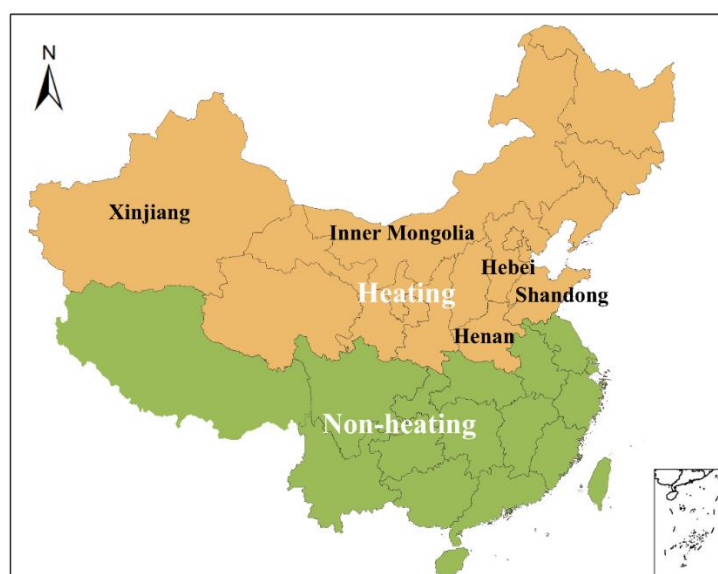 N
Xinjiang
Inner Mongolia
Hebei
Heating
Shandong
Henan
Non-heating